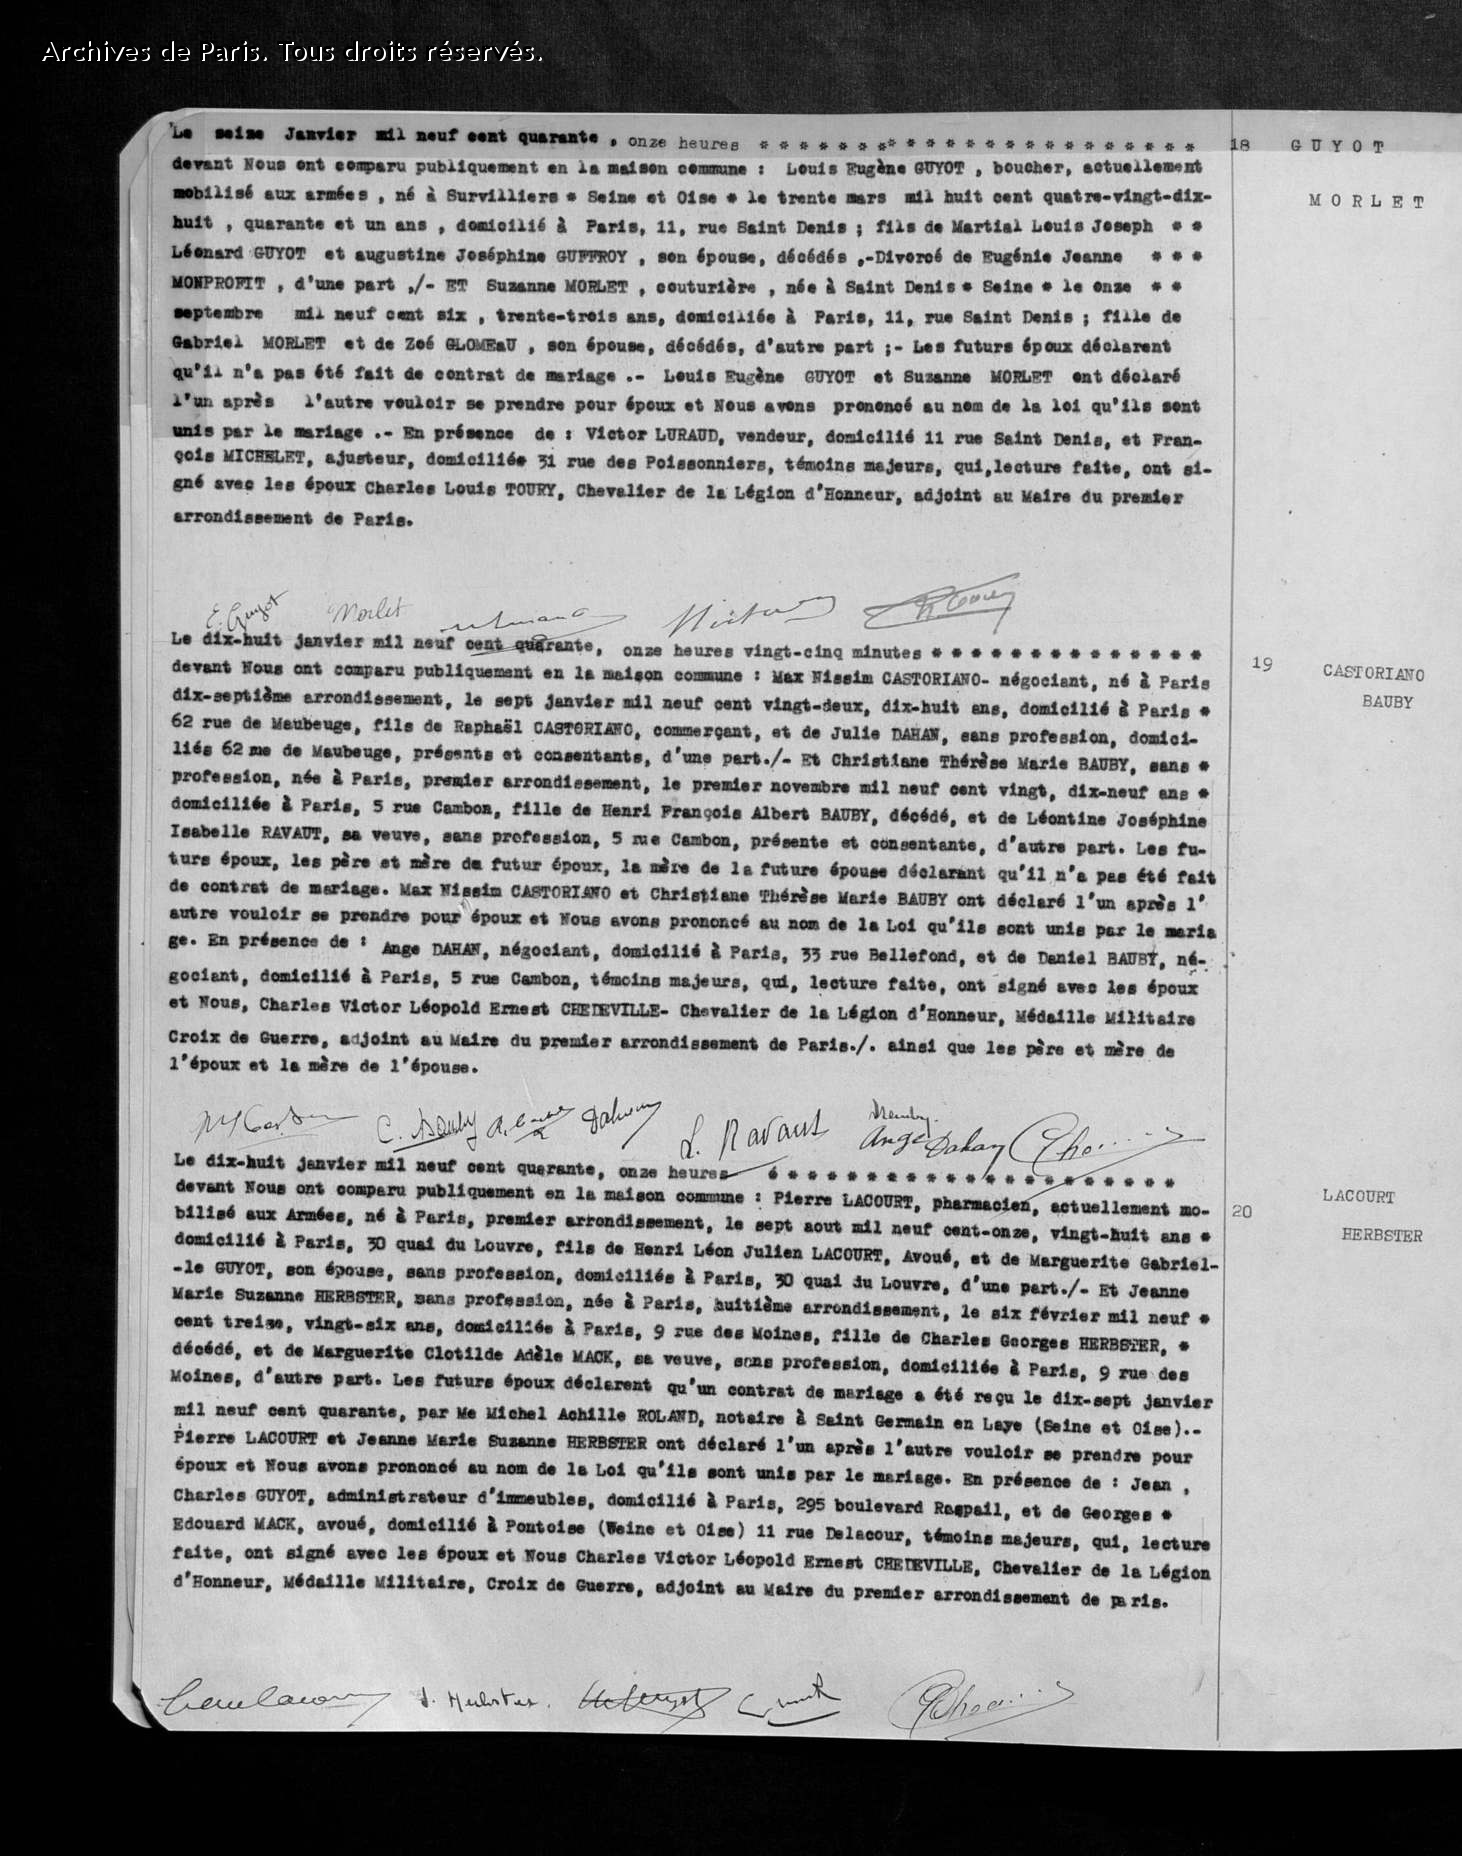 Archives de Paris. Tous droits réservés.
Le seize Janvier mil neuf cent quarante , onze heures * * * * * * * * * * * * * * * * * * * * * *
devant Nous ont comparu publiquement en la maison commune : Louis Eugène GUYOT , boucher, actuellement
mobilisé aux armées , né à Survilliers * Seine et Oise * le trente mars mil huit cent quatre-vingt-dix-
huit , quarante et un ans , domicilié à Paris, 11, rue Saint Denis ; fils de Martial Louis Joseph * *
Léonard GUYOT et augustine Joséphine GUFFROY , son épouse, décédés ,-Divorcé de Eugénie Jeanne * * *
MONPROFIT , d'une part ,/- ET Suzanne MORLET , couturière , née à Saint Denis * Seine * le onze * *
septembre mil neuf cent six , trente-trois ans, domiciliée à Paris, 11, rue Saint Denis ; fille de
Gabriel MORLET et de Zoé GLOMEaU , son épouse, décédés, d'autre part ;- Les futurs époux déclarent
qu'il n'a pas été fait de contrat de mariage .- Louis Eugène GUYOT et Suzanne MORLET ont déclaré
l'un après l'autre vouloir se prendre pour époux et Nous avons prononcé au nom de la loi qu'ils sont
unis par le mariage .- En présence de : Victor LURAUD, vendeur, domicilié 11 rue Saint Denis, et Fran-
çois MICHELET, ajusteur, domiciliés 31 rue des Poissonniers, témoins majeurs, qui,lecture faite, ont si-
gné avec les époux Charles Louis TOURY, Chevalier de la Légion d'Honneur, adjoint au Maire du premier
arrondissement de Paris.
18 GUYOT
MORLET
E. Guyot Morlet
Le dix-huit janvier mil neuf cent quarante, onze heures vingt-cinq minutes * * * * * * * * * * * * * *
devant Nous ont comparu publiquement en la maison commune : Max Nissim CASTORIANO- négociant, né à Paris
dix-septième arrondissement, le sept janvier mil neuf cent vingt-deux, dix-huit ans, domicilié à Paris *
62 rue de Maubeuge, fils de Raphaël CASTORIANO, commerçant, et de Julie DAHAN, sans profession, domici-
liés 62 rue de Maubeuge, présents et consentants, d'une part./- Et Christiane Thérèse Marie BAUBY, sans *
profession, née à Paris, premier arrondissement, le premier novembre mil neuf cent vingt, dix-neuf ans *
domiciliée à Paris, 5 rue Cambon, fille de Henri François Albert BAUBY, décédé, et de Léontine Joséphine
Isabelle RAVAUT, sa veuve, sans profession, 5 rue Cambon, présente et consentante, d'autre part. Les fu-
turs époux, les père et mère du futur époux, la mère de la future épouse déclarant qu'il n'a pas été fait
de contrat de mariage. Max Nissim CASTORIANO et Christiane Thérèse Marie BAUBY ont déclaré l'un après l'
autre vouloir se prendre pour époux et Nous avons prononcé au nom de la Loi qu'ils sont unis par le maria
ge. En présence de : Ange DAHAN, négociant, domicilié à Paris, 33 rue Bellefond, et de Daniel BAUBY, né-
gociant, domicilié à Paris, 5 rue Cambon, témoins majeurs, qui, lecture faite, ont signé avec les époux
et Nous, Charles Victor Léopold Ernest CHEDEVILLE- Chevalier de la Légion d'Honneur, Médaille Militaire
Croix de Guerre, adjoint au Maire du premier arrondissement de Paris./. ainsi que les père et mère de
l'époux et la mère de l'épouse.
19 CASTORIANO
BAUBY
C. Bauby Dahan L. Ravaut Ange Dahan
Le dix-huit janvier mil neuf cent quarante, onze heures * * * * * * * * * * * * * * * * * * * * *
devant Nous ont comparu publiquement en la maison commune : Pierre LACOURT, pharmacien, actuellement mo-
bilisé aux Armées, né à Paris, premier arrondissement, le sept aout mil neuf cent-onze, vingt-huit ans *
domicilié à Paris, 30 quai du Louvre, fils de Henri Léon Julien LACOURT, Avoué, et de Marguerite Gabriel-
-le GUYOT, son épouse, sans profession, domiciliés à Paris, 30 quai du Louvre, d'une part./- Et Jeanne
Marie Suzanne HERBSTER, sans profession, née à Paris, huitième arrondissement, le six février mil neuf *
cent treize, vingt-six ans, domiciliée à Paris, 9 rue des Moines, fille de Charles Georges HERBSTER, *
décédé, et de Marguerite Clotilde Adèle MACK, sa veuve, sans profession, domiciliée à Paris, 9 rue des
Moines, d'autre part. Les futurs époux déclarent qu'un contrat de mariage a été reçu le dix-sept janvier
mil neuf cent quarante, par Me Michel Achille ROLAND, notaire à Saint Germain en Laye (Seine et Oise).-
Pierre LACOURT et Jeanne Marie Suzanne HERBSTER ont déclaré l'un après l'autre vouloir se prendre pour
époux et Nous avons prononcé au nom de la Loi qu'ils sont unis par le mariage. En présence de : Jean ,
Charles GUYOT, administrateur d'immeubles, domicilié à Paris, 295 boulevard Raspail, et de Georges *
Edouard MACK, avoué, domicilié à Pontoise (Weine et Oise) 11 rue Delacour, témoins majeurs, qui, lecture
faite, ont signé avec les époux et Nous Charles Victor Léopold Ernest CHEDEVILLE, Chevalier de la Légion
d'Honneur, Médaille Militaire, Croix de Guerre, adjoint au Maire du premier arrondissement de paris.
20 LACOURT
HERBSTER
J. Herbster.